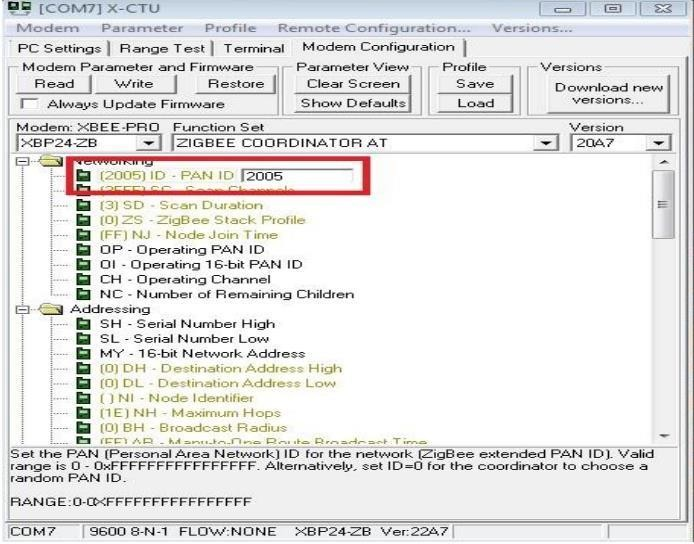 [COM7] X-CTU
Modem Parameter Profile Remote Configuration... Versions...
PC Settings Range Test Terminal Modem Configuration
Modem Parameter and Firmware Parameter View Profile Versions
Read Write Restore Clear Screen Save Download new versions...
Always Update Firmware Show Defaults Load
Modem: XBEE-PRO Function Set Version
XBP24-ZB ZIGBEE COORDINATOR AT 20A7
Networking
(2005) ID - PAN ID 2005
(3FFF) SC - Scan Channels
(3) SD - Scan Duration
(0) ZS - ZigBee Stack Profile
(FF) NJ - Node Join Time
OP - Operating PAN ID
OI - Operating 16-bit PAN ID
CH - Operating Channel
NC - Number of Remaining Children
Addressing
SH - Serial Number High
SL - Serial Number Low
MY - 16-bit Network Address
(0) DH - Destination Address High
(0) DL - Destination Address Low
( ) NI - Node Identifier
(1E) NH - Maximum Hops
(0) BH - Broadcast Radius
(FF) AR - Many-to-One Route Broadcast Time
Set the PAN (Personal Area Network) ID for the network (ZigBee extended PAN ID). Valid
range is 0 - 0xFFFFFFFFFFFFFFFF. Alternatively, set ID=0 for the coordinator to choose a
random PAN ID.
RANGE:0-0XFFFFFFFFFFFFFFFF
COM7 9600 8-N-1 FLOW:NONE XBP24-ZB Ver:22A7